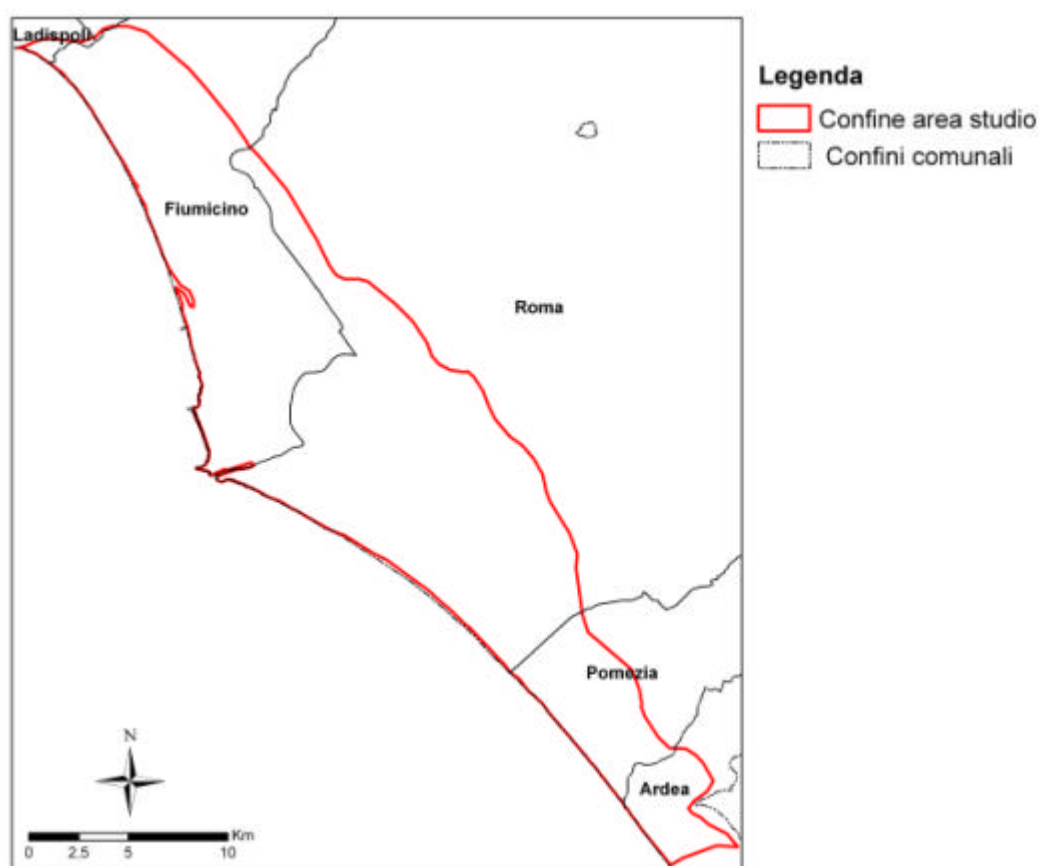 Ladispoli
Legenda
Confine area studio
Confini comunali
Fiumicino
Roma
Pomezia
Ardea
N
Km
0 2.5 5 10